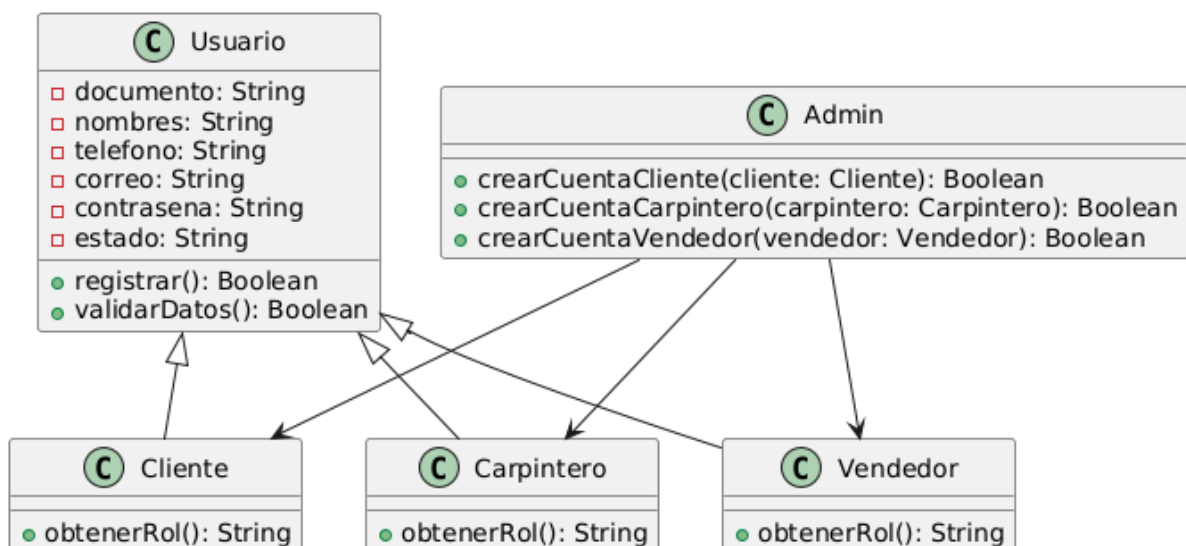 C Usuario
documento: String
nombres: String
telefono: String
correo: String
contrasena: String
estado: String
registrar(): Boolean
validarDatos(): Boolean
C Admin
crearCuentaCliente(cliente: Cliente): Boolean
crearCuentaCarpintero(carpintero: Carpintero): Boolean
crearCuentaVendedor(vendedor: Vendedor): Boolean
C Cliente
obtenerRol(): String
C Carpintero
obtenerRol(): String
C Vendedor
obtenerRol(): String